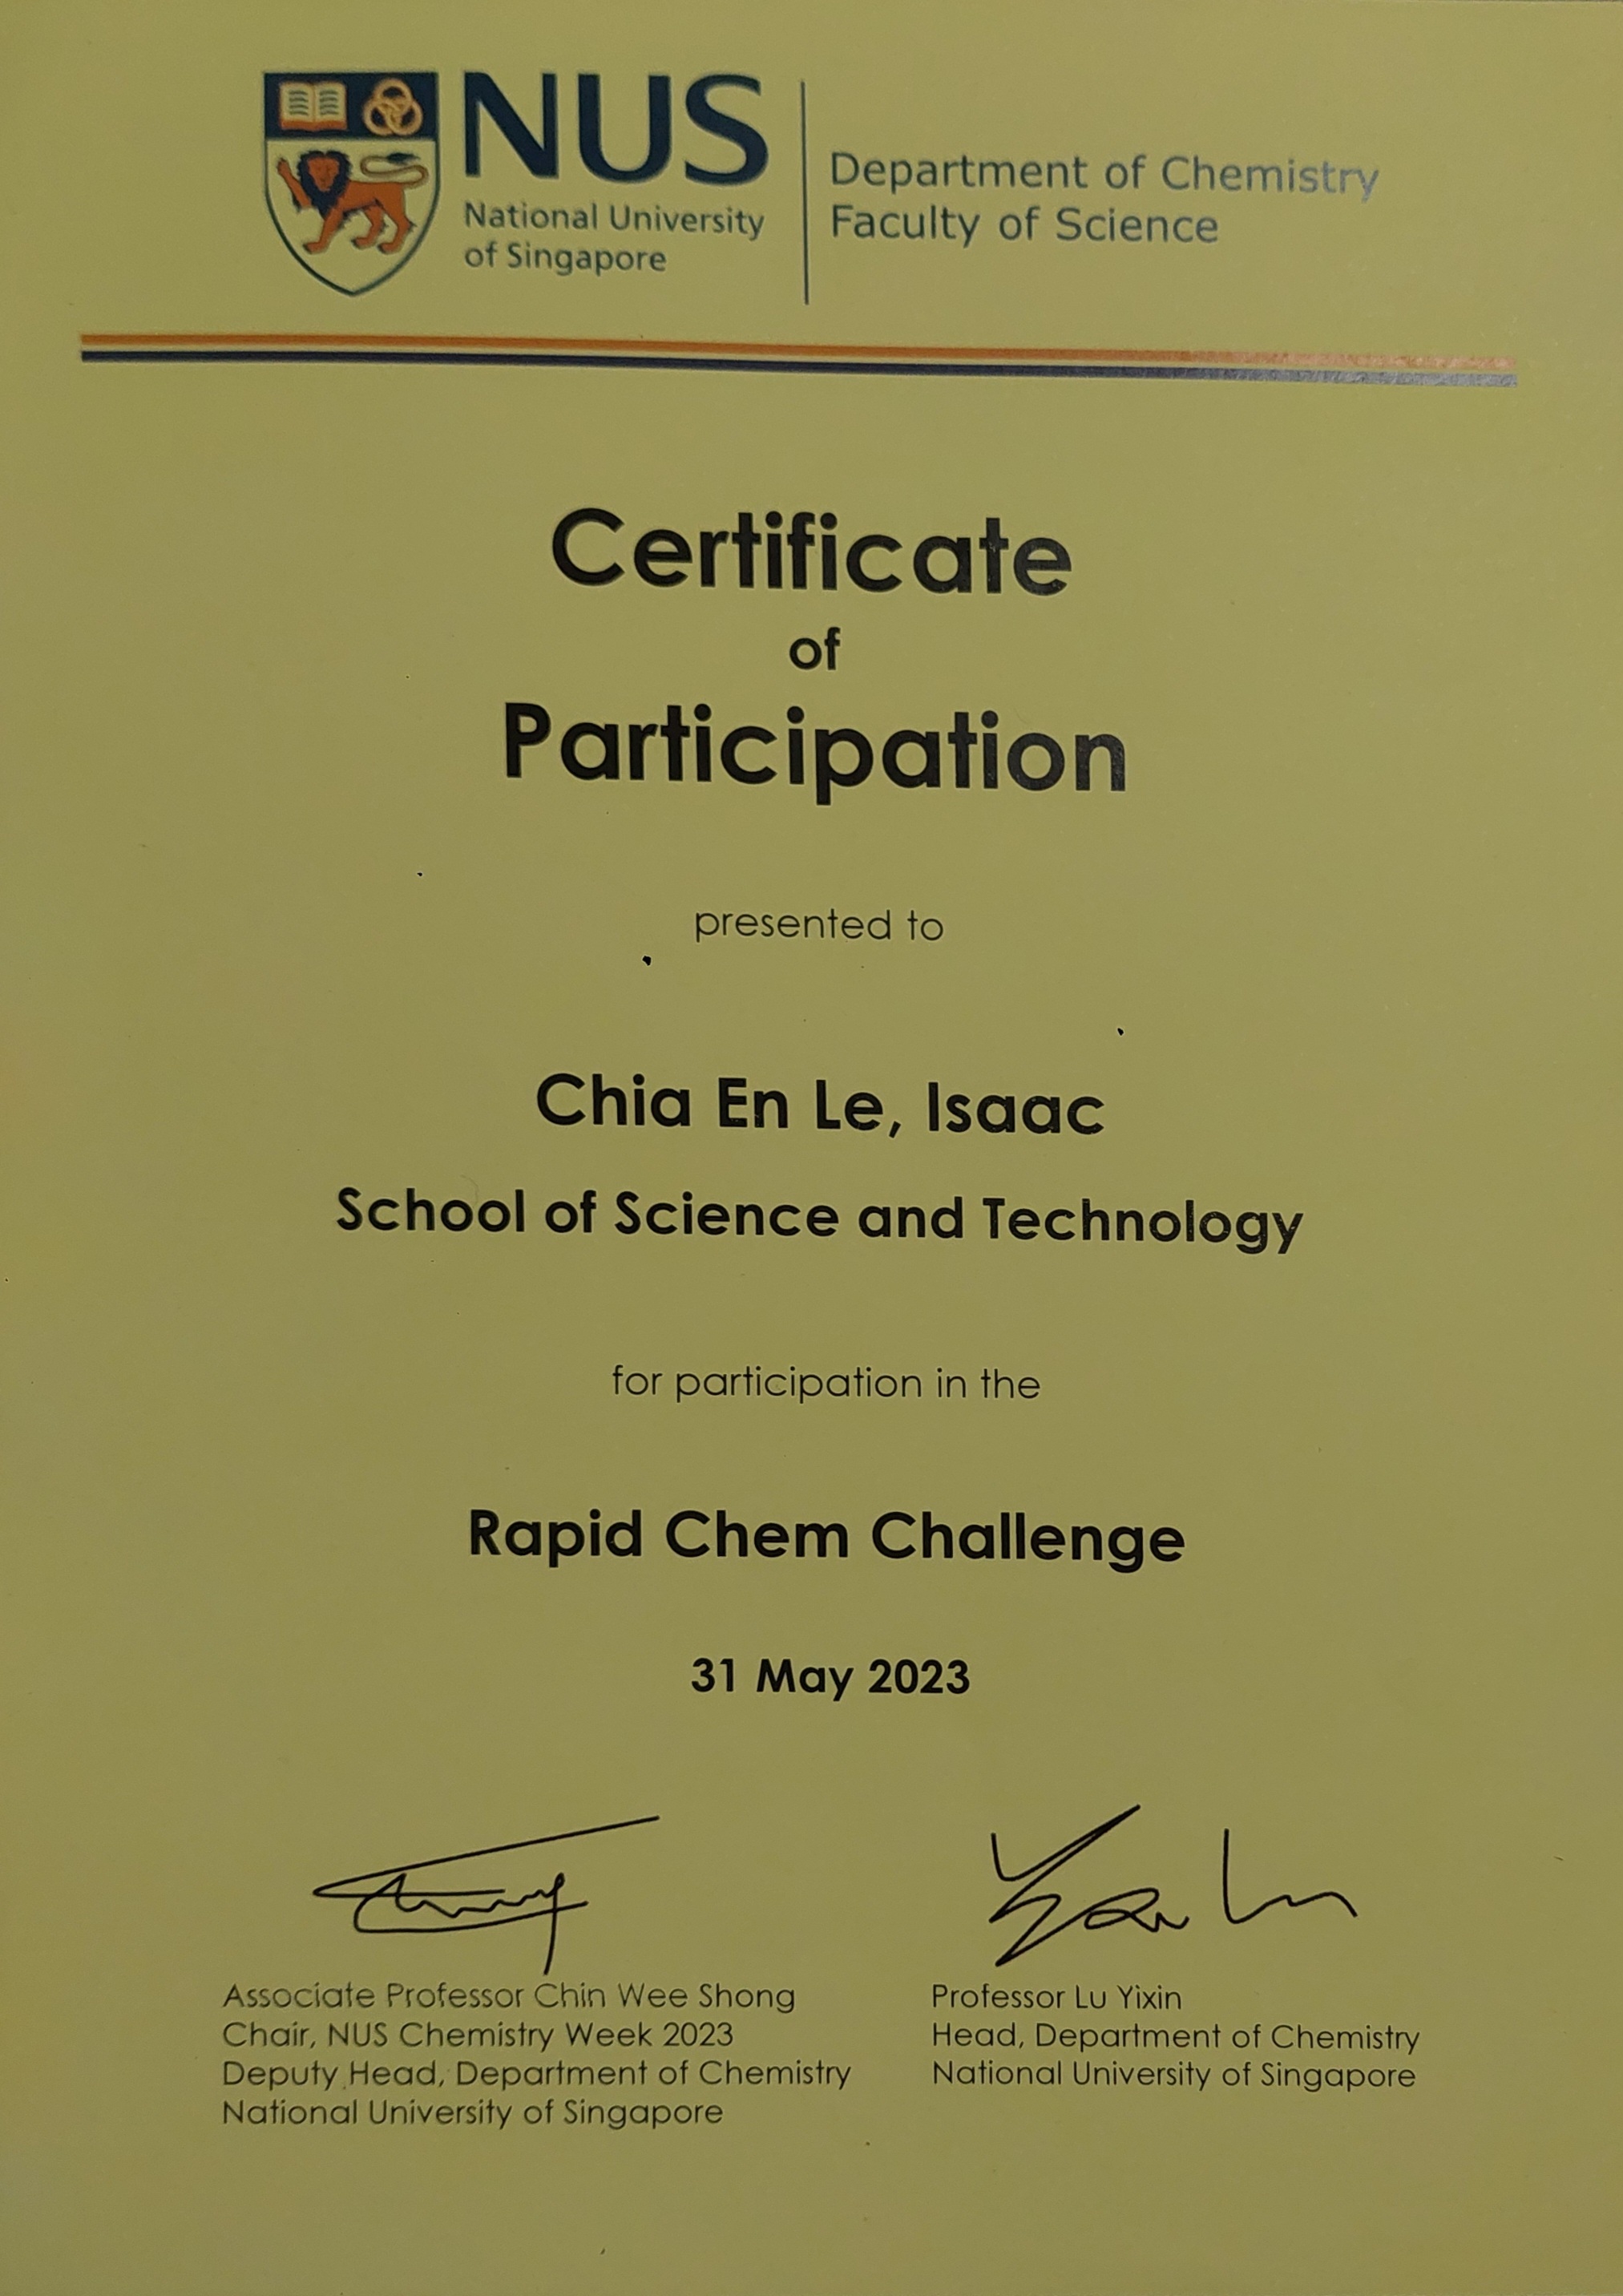 NUS
National University
of Singapore
Department of Chemistry
Faculty of Science
Certificate
of
Participation
presented to
Chia En Le, Isaac
School of Science and Technology
for participation in the
Rapid Chem Challenge
31 May 2023
Associate Professor Chin Wee Shong
Chair, NUS Chemistry Week 2023
Deputy Head, Department of Chemistry
National University of Singapore
Professor Lu Yixin
Head, Department of Chemistry
National University of Singapore